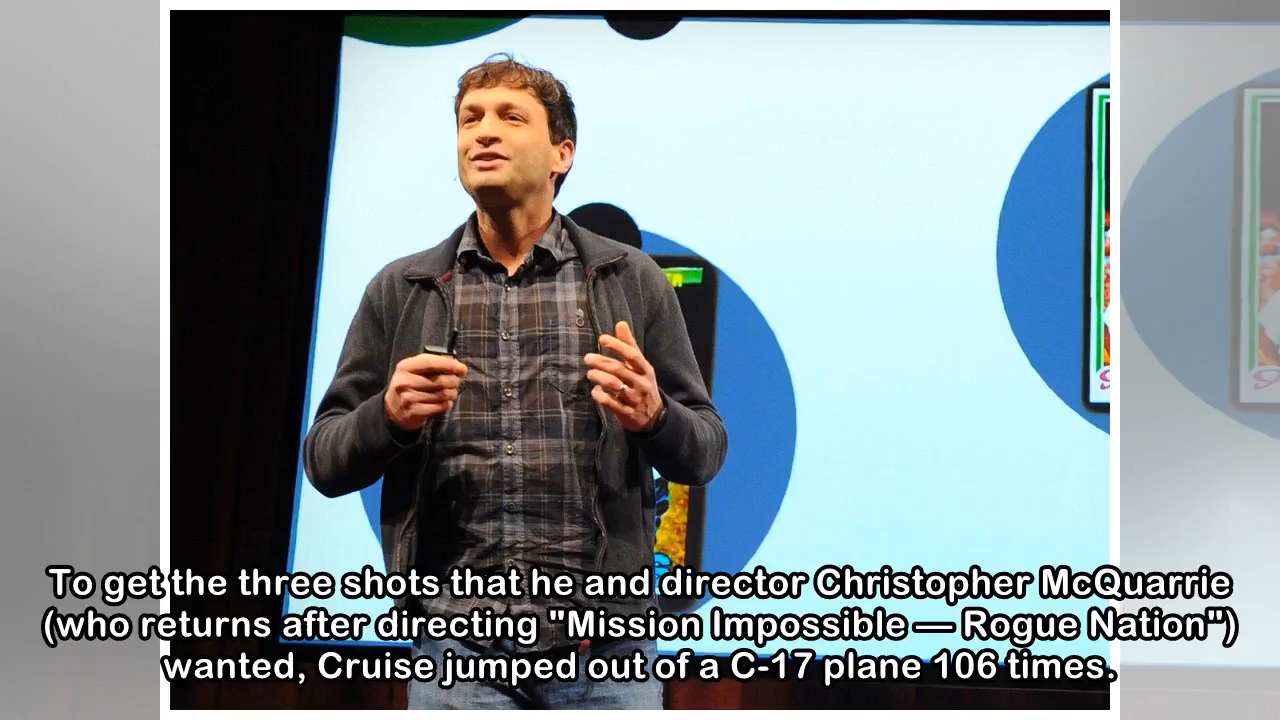 To get the three shots that he and director Christopher McQuarrie
(who returns after directing "Mission Impossible — Rogue Nation")
wanted, Cruise jumped out of a C-17 plane 106 times.